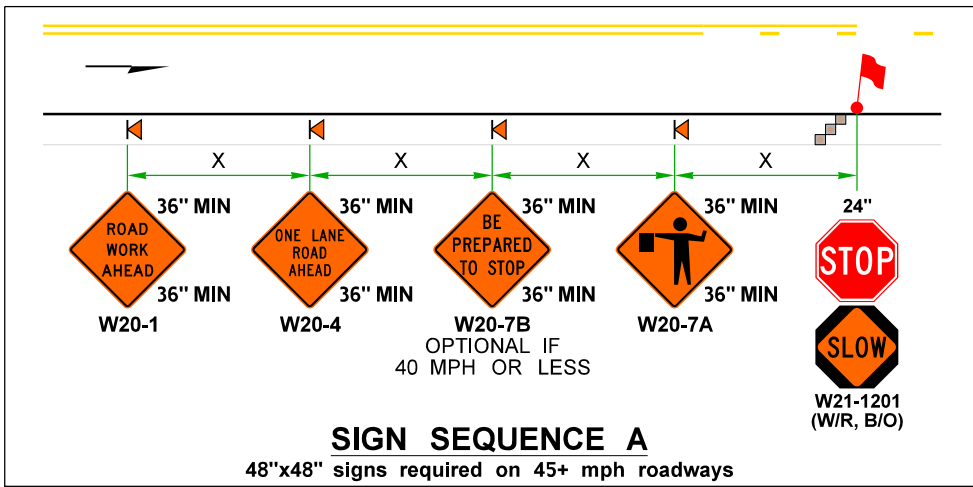 X X X X
36" MIN 36" MIN 36" MIN 36" MIN 24"
ROAD
WORK
AHEAD
ONE LANE
ROAD
AHEAD
BE
PREPARED
TO STOP
STOP
36" MIN 36" MIN 36" MIN 36" MIN
W20-1 W20-4 W20-7B W20-7A
OPTIONAL IF
40 MPH OR LESS
SLOW
W21-1201
(W/R, B/O)
SIGN SEQUENCE A
48"x48" signs required on 45+ mph roadways